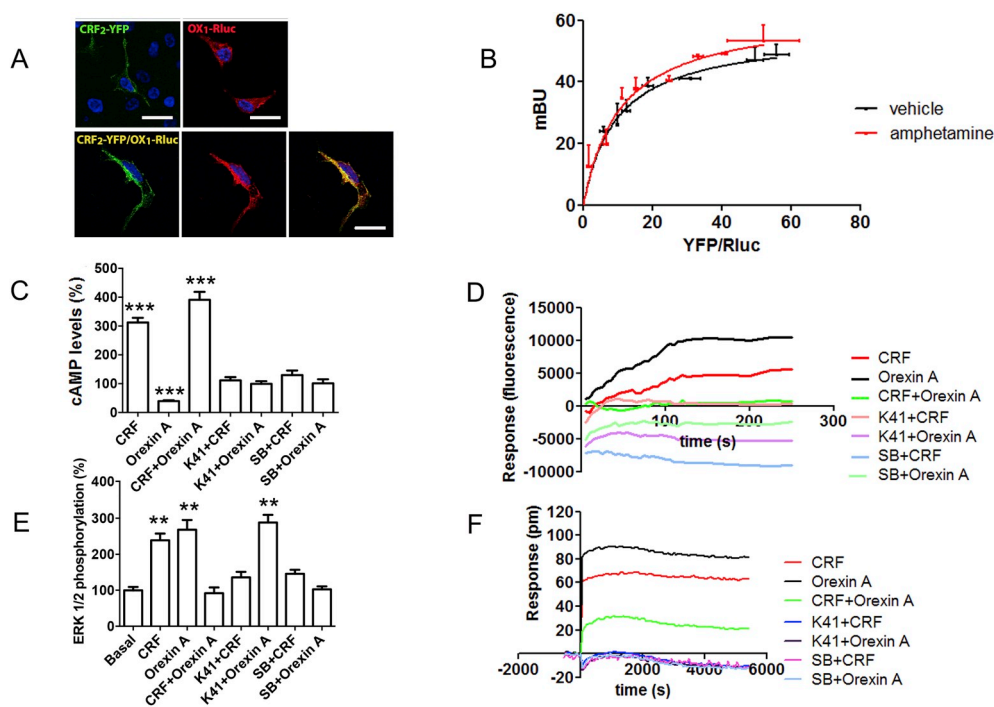 A
CRF2-YFP
OX1-Rluc
CRF2-YFP/OX1-Rluc
B
mBU
60
40
20
0
0 20 40 60 80
YFP/Rluc
vehicle
amphetamine
C
cAMP levels (%)
500
400
300
200
100
0
***
***
***
CRF
Orexin A
CRF+Orexin A
K41+CRF
K41+Orexin A
SB+CRF
SB+Orexin A
D
Response (fluorescence)
15000
10000
5000
0
-5000
-10000
100 200 300
time (s)
CRF
Orexin A
CRF+Orexin A
K41+CRF
K41+Orexin A
SB+CRF
SB+Orexin A
E
ERK 1/2 phosphorylation (%)
400
300
200
100
0
**
**
**
Basal
CRF
Orexin A
CRF+Orexin A
K41+CRF
K41+Orexin A
SB+CRF
SB+Orexin A
F
Response (pm)
120
100
80
60
40
20
-20
-2000 2000 4000 6000
time (s)
CRF
Orexin A
CRF+Orexin A
K41+CRF
K41+Orexin A
SB+CRF
SB+Orexin A